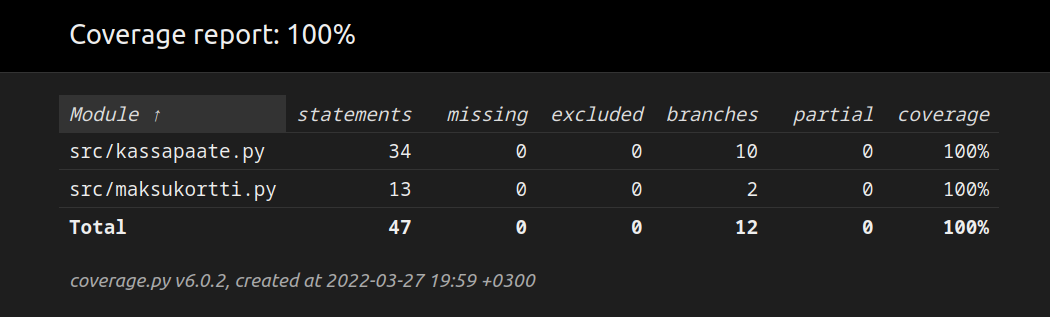 Coverage report: 100%
Module ↑ statements missing excluded branches partial coverage
src/kassapaate.py 34 0 0 10 0 100%
src/maksukortti.py 13 0 0 2 0 100%
Total 47 0 0 12 0 100%
coverage.py v6.0.2, created at 2022-03-27 19:59 +0300